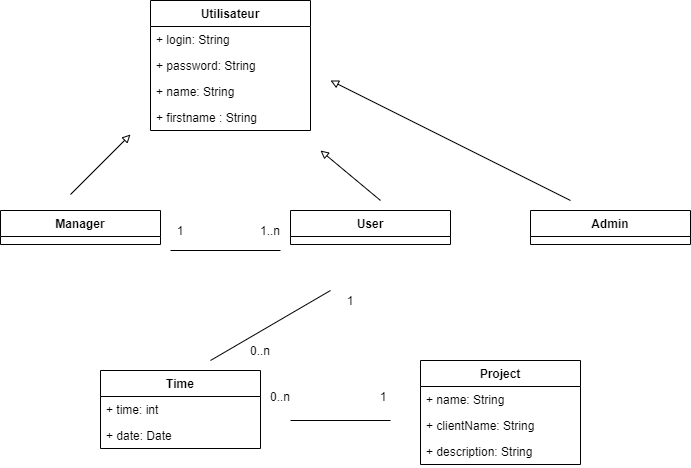 Utilisateur
+ login: String
+ password: String
+ name: String
+ firstname : String
Manager
1
1..n
User
Admin
1
0..n
Time
+ time: int
+ date: Date
0..n
1
Project
+ name: String
+ clientName: String
+ description: String